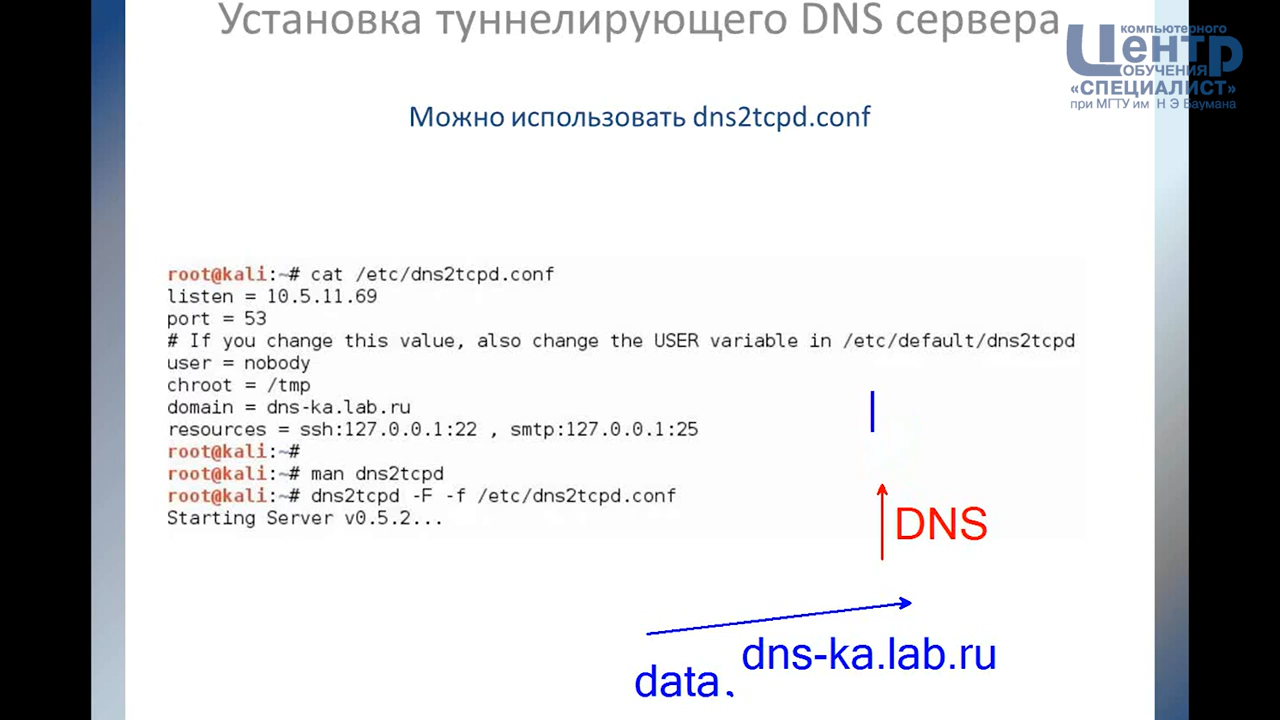 Установка туннелирующего DNS сервера
компьютерного
Центр
ОБУЧЕНИЯ
«СПЕЦИАЛИСТ»
при МГТУ им Н Э Баумана
Можно использовать dns2tcpd.conf
root@kali:~# cat /etc/dns2tcpd.conf
listen = 10.5.11.69
port = 53
# If you change this value, also change the USER variable in /etc/default/dns2tcpd
user = nobody
chroot = /tmp
domain = dns-ka.lab.ru
resources = ssh:127.0.0.1:22 , smtp:127.0.0.1:25
root@kali:~#
root@kali:~# man dns2tcpd
root@kali:~# dns2tcpd -F -f /etc/dns2tcpd.conf
Starting Server v0.5.2...
DNS
dns-ka.lab.ru
data.